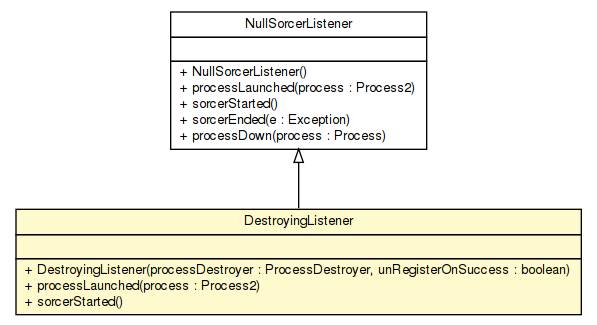 NullSorcerListener
+ NullSorcerListener()
+ processLaunched(process : Process2)
+ sorcerStarted()
+ sorcerEnded(e : Exception)
+ processDown(process : Process)
DestroyingListener
+ DestroyingListener(processDestroyer : ProcessDestroyer, unRegisterOnSuccess : boolean)
+ processLaunched(process : Process2)
+ sorcerStarted()